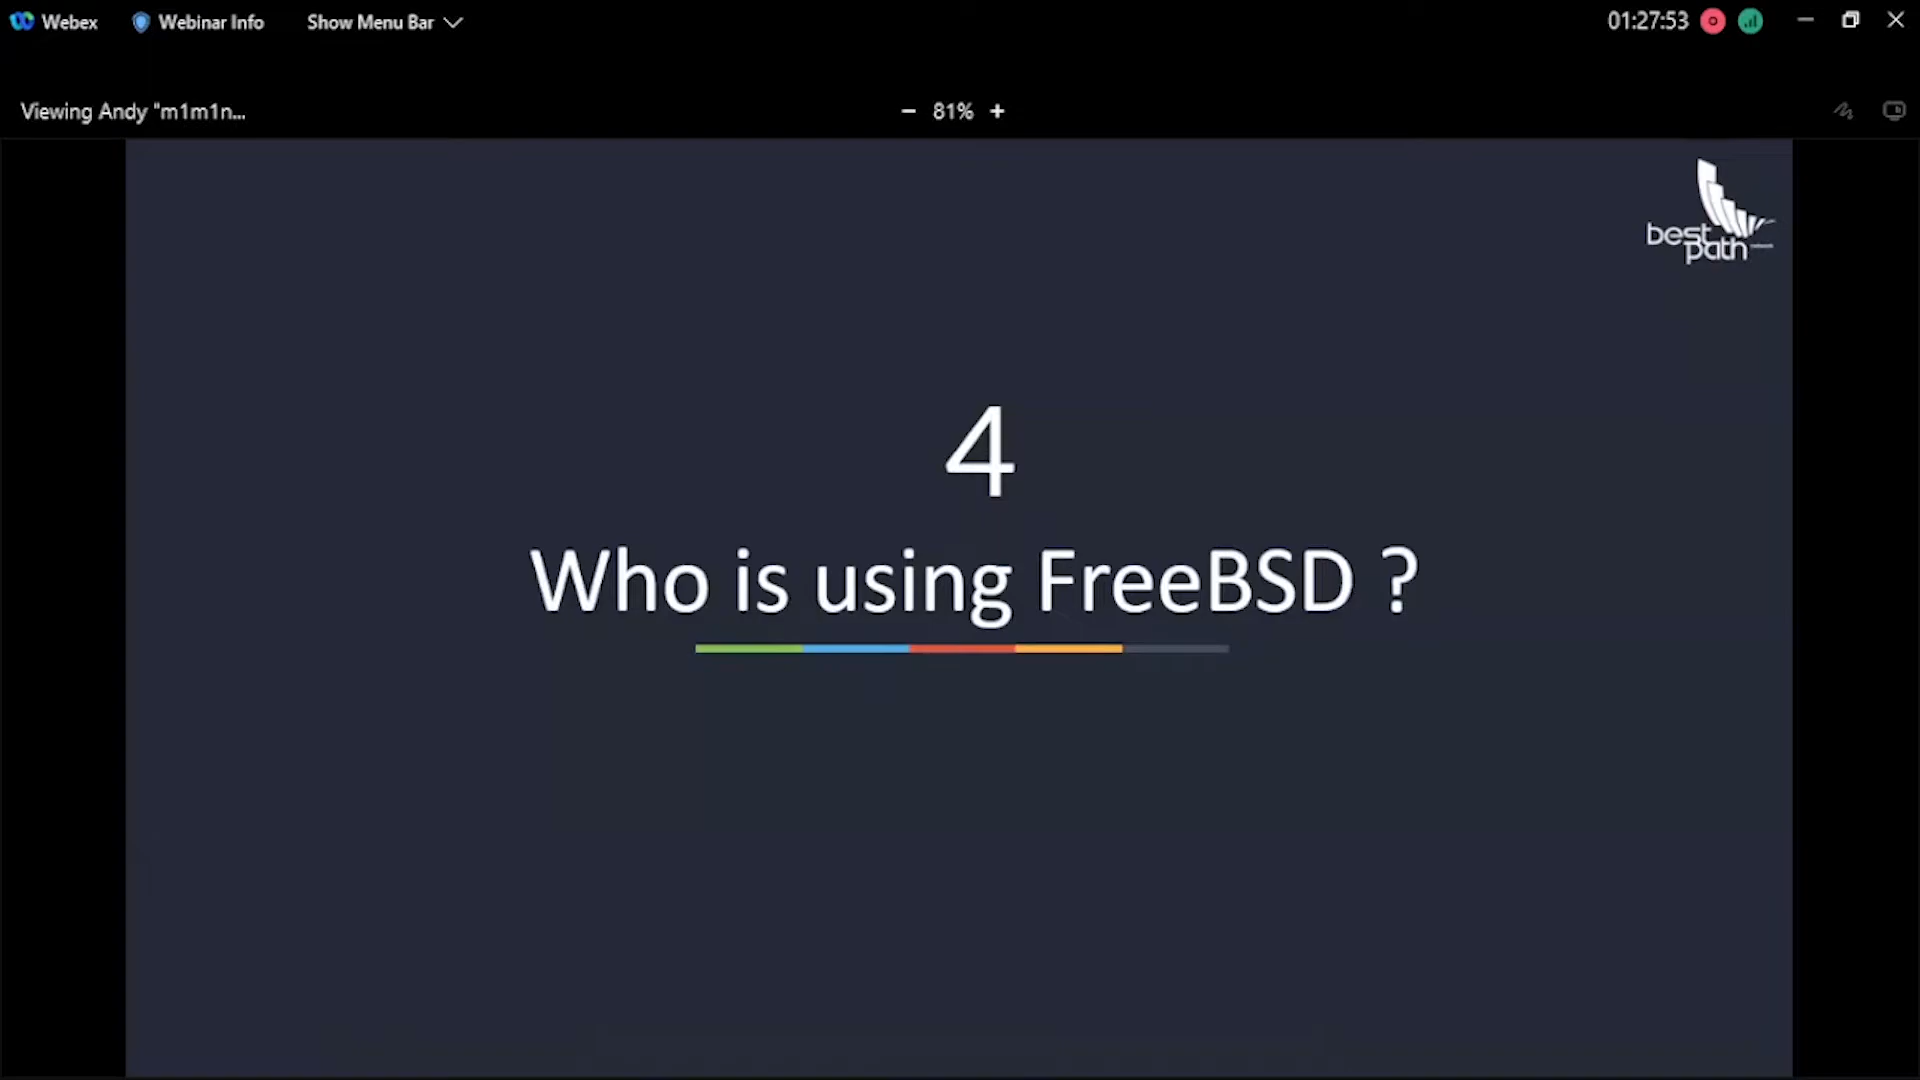 Webex Webinar Info Show Menu Bar 01:27:53
Viewing Andy "m1m1n... 81%
best
path
4
Who is using FreeBSD ?